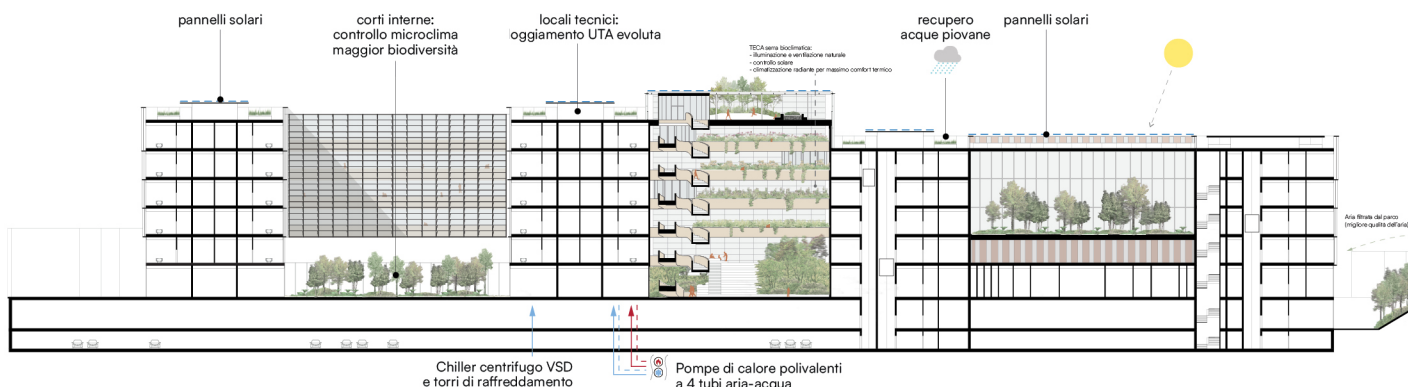 pannelli solari
corti interne:
controllo microclima
maggior biodiversità
locali tecnici:
loggiamento UTA evoluta
TECA serra bioclimatica:
- illuminazione e ventilazione naturale
- controllo solare
- climatizzazione radiante per massimo comfort termico
recupero
acque piovane
pannelli solari
Aria filtrata dal parco
(migliore qualità dell'aria)
Chiller centrifugo VSD
e torri di raffreddamento
Pompe di calore polivalenti
a 4 tubi aria-acqua